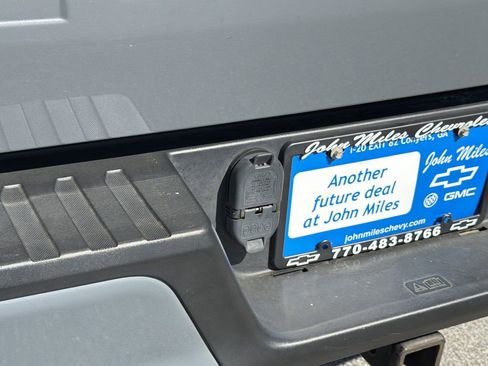 John Miles Chevrolet
I-20 Exit 82 Conyers, GA
Another
future deal
at John Miles
John Miles
GMC
johnmileschevy.com
770-483-8766